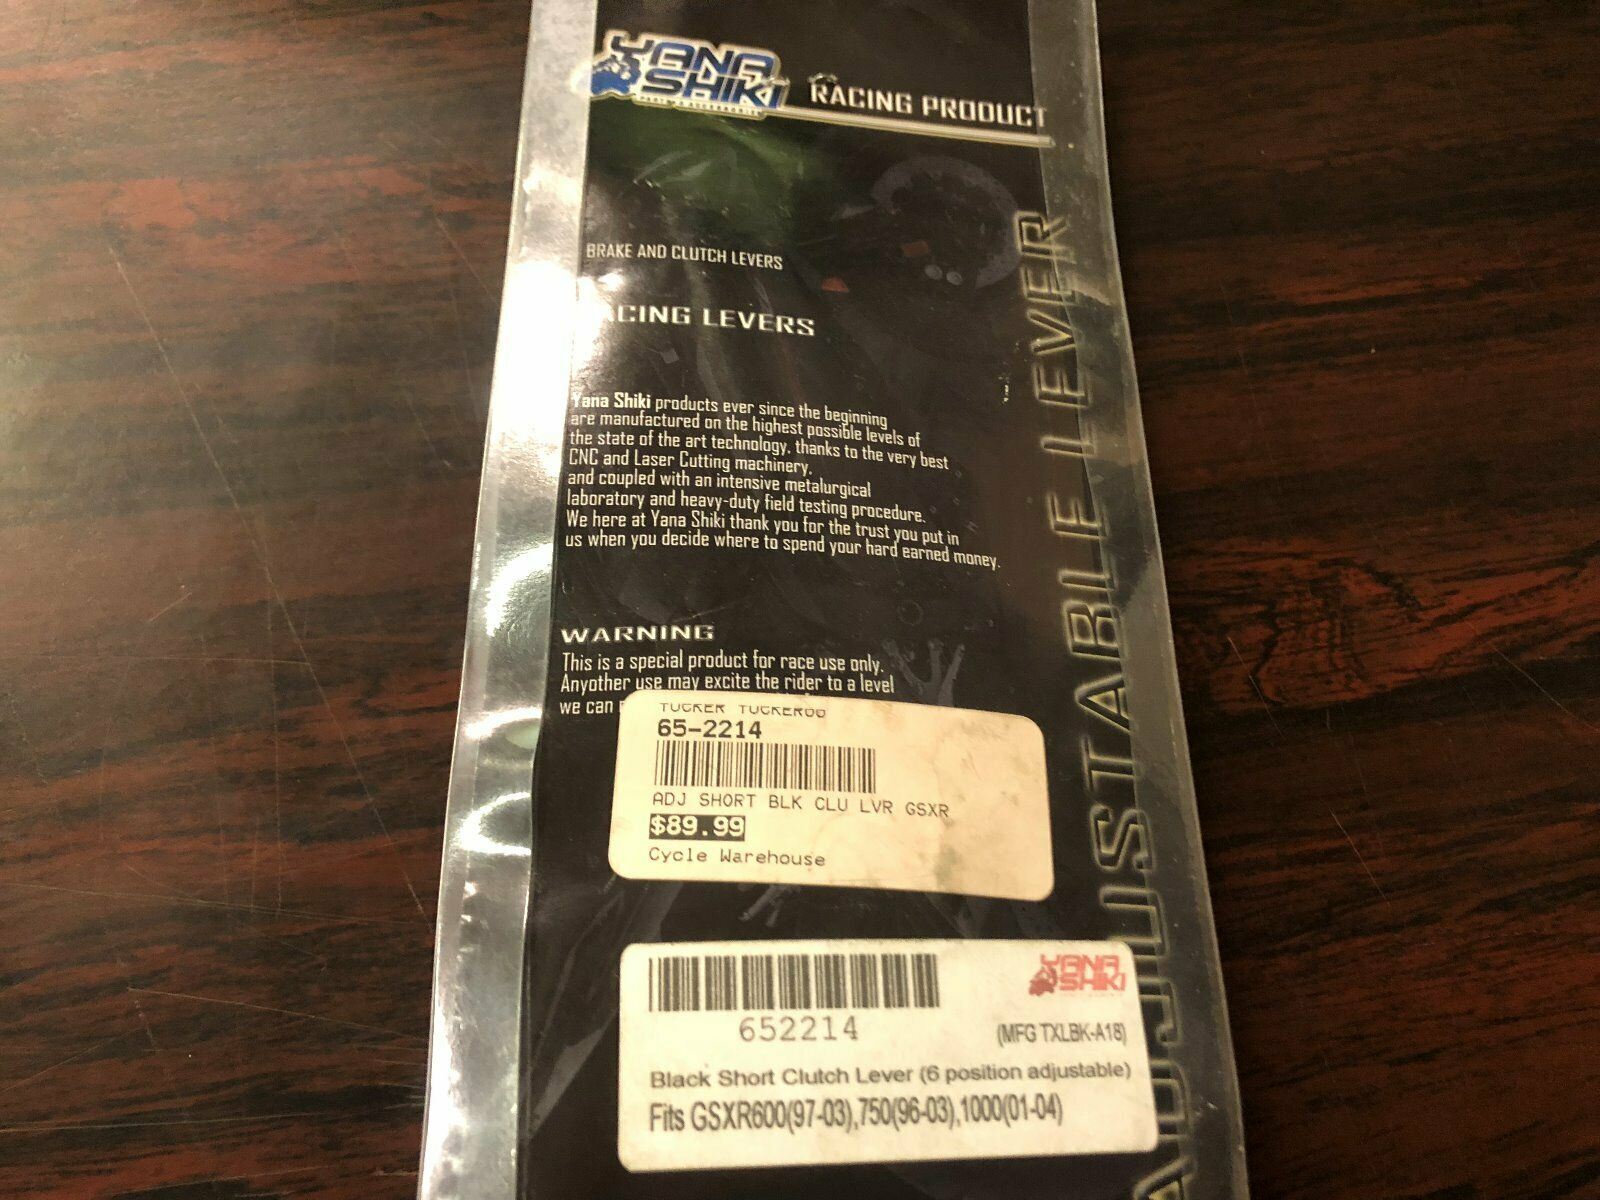 YANA
SHIKI
RACING PRODUCT
BRAKE AND CLUTCH LEVERS
CING LEVERS
Yana Shiki products ever since the beginning
are manufactured on the highest possible levels of
the state of the art technology, thanks to the very best
CNC and Laser Cutting machinery.
and coupled with an intensive metalurgical
laboratory and heavy-duty field testing procedure.
We here at Yana Shiki thank you for the trust you put in
us when you decide where to spend your hard earned money.
WARNING
This is a special product for race use only.
Anyother use may excite the rider to a level
we can
TUCKER TUCKEROO
65-2214
ADJ SHORT BLK CLU LVR GSXR
$89.99
Cycle Warehouse
YANA
SHIKI
652214
(MFG TXLBK-A18)
Black Short Clutch Lever (6 position adjustable)
Fits GSXR600(97-03),750(96-03),1000(01-04)
ADJUSTABLE LEVER